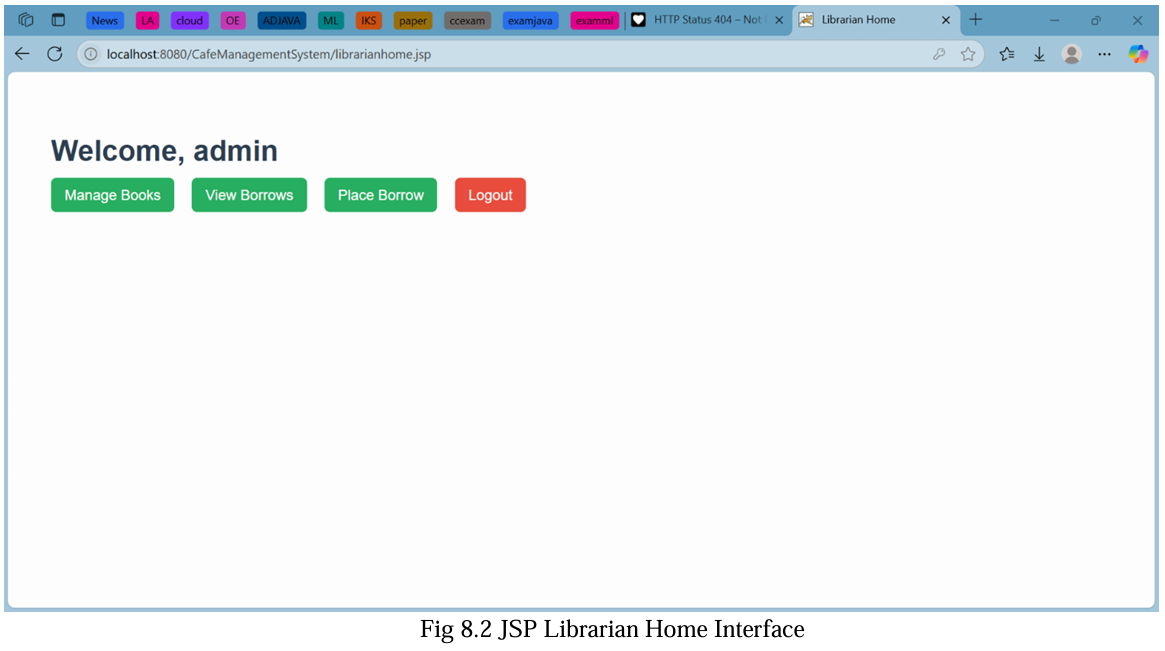 News LA cloud OE ADJAVA ML IKS paper ccexam examjava examml HTTP Status 404 – Not Librarian Home
localhost:8080/CafeManagementSystem/librarianhome.jsp
Welcome, admin
Manage Books View Borrows Place Borrow Logout
Fig 8.2 JSP Librarian Home Interface